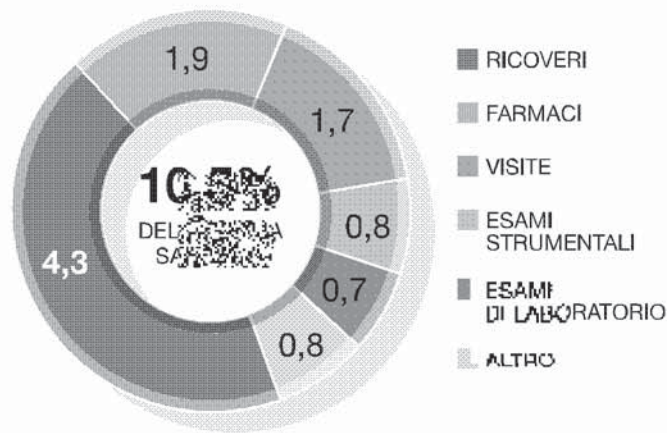 1,9
1,7
0,8
0,7
0,8
4,3
RICOVERI
FARMACI
VISITE
ESAMI
STRUMENTALI
ESAMI
DI LABORATORIO
ALTRO